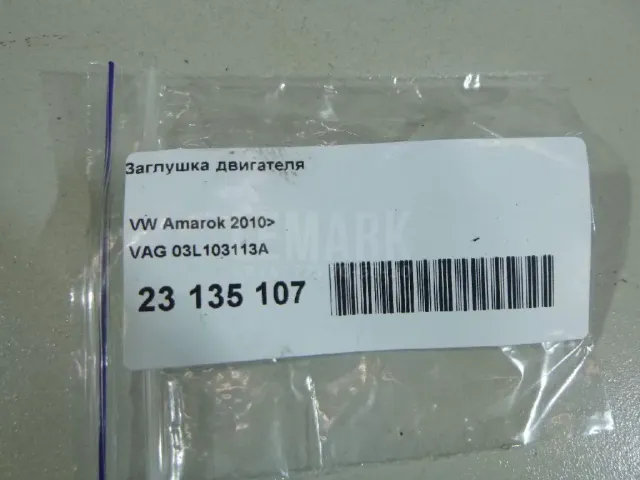 Заглушка двигателя
VW Amarok 2010>
VAG 03L103113A
23 135 107